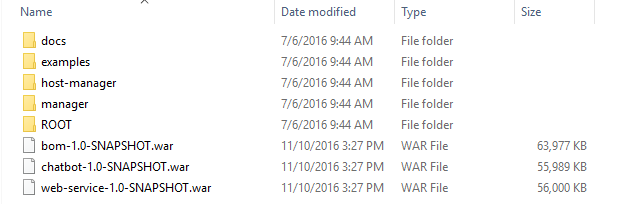 Name Date modified Type Size
docs 7/6/2016 9:44 AM File folder
examples 7/6/2016 9:44 AM File folder
host-manager 7/6/2016 9:44 AM File folder
manager 7/6/2016 9:44 AM File folder
ROOT 7/6/2016 9:44 AM File folder
bom-1.0-SNAPSHOT.war 11/10/2016 3:27 PM WAR File 63,977 KB
chatbot-1.0-SNAPSHOT.war 11/10/2016 3:27 PM WAR File 55,989 KB
web-service-1.0-SNAPSHOT.war 11/10/2016 3:27 PM WAR File 56,000 KB